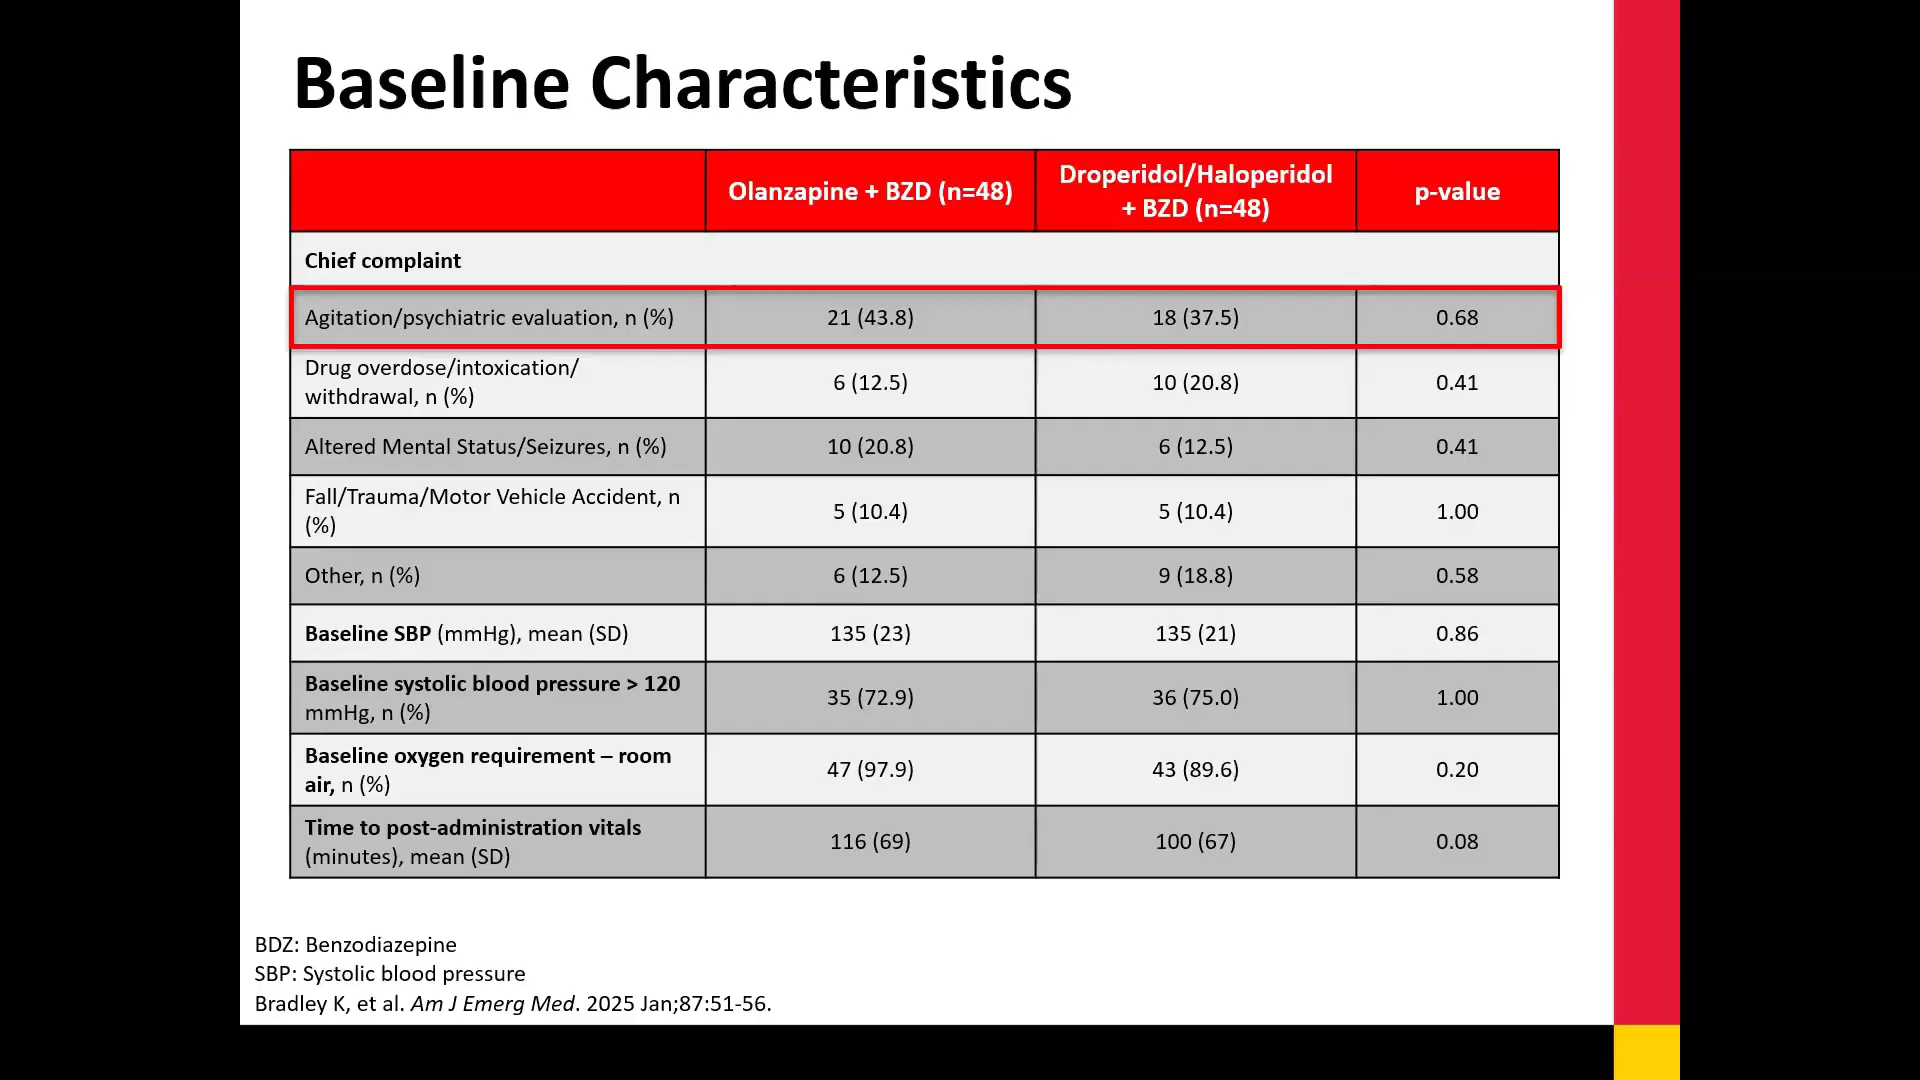 Baseline Characteristics
Olanzapine + BZD (n=48)
Droperidol/Haloperidol
+ BZD (n=48)
p-value
Chief complaint
Agitation/psychiatric evaluation, n (%)
21 (43.8)
18 (37.5)
0.68
Drug overdose/intoxication/
withdrawal, n (%)
6 (12.5)
10 (20.8)
0.41
Altered Mental Status/Seizures, n (%)
10 (20.8)
6 (12.5)
0.41
Fall/Trauma/Motor Vehicle Accident, n
(%)
5 (10.4)
5 (10.4)
1.00
Other, n (%)
6 (12.5)
9 (18.8)
0.58
Baseline SBP (mmHg), mean (SD)
135 (23)
135 (21)
0.86
Baseline systolic blood pressure > 120
mmHg, n (%)
35 (72.9)
36 (75.0)
1.00
Baseline oxygen requirement – room
air, n (%)
47 (97.9)
43 (89.6)
0.20
Time to post-administration vitals
(minutes), mean (SD)
116 (69)
100 (67)
0.08
BDZ: Benzodiazepine
SBP: Systolic blood pressure
Bradley K, et al. Am J Emerg Med. 2025 Jan;87:51-56.